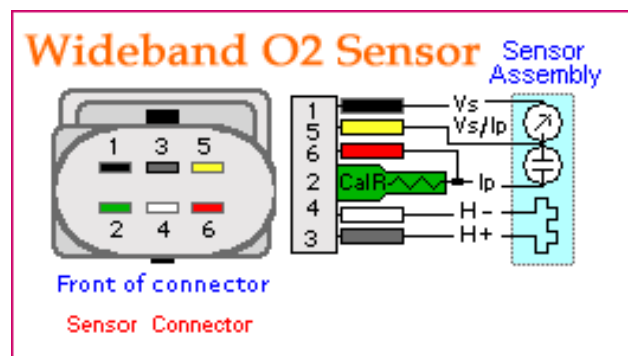 Wideband O2 Sensor
Sensor
Assembly
1 3 5
2 4 6
Front of connector
Sensor Connector
1 Vs
5 Vs/Ip
6
2 CalR Ip
4 H-
3 H+